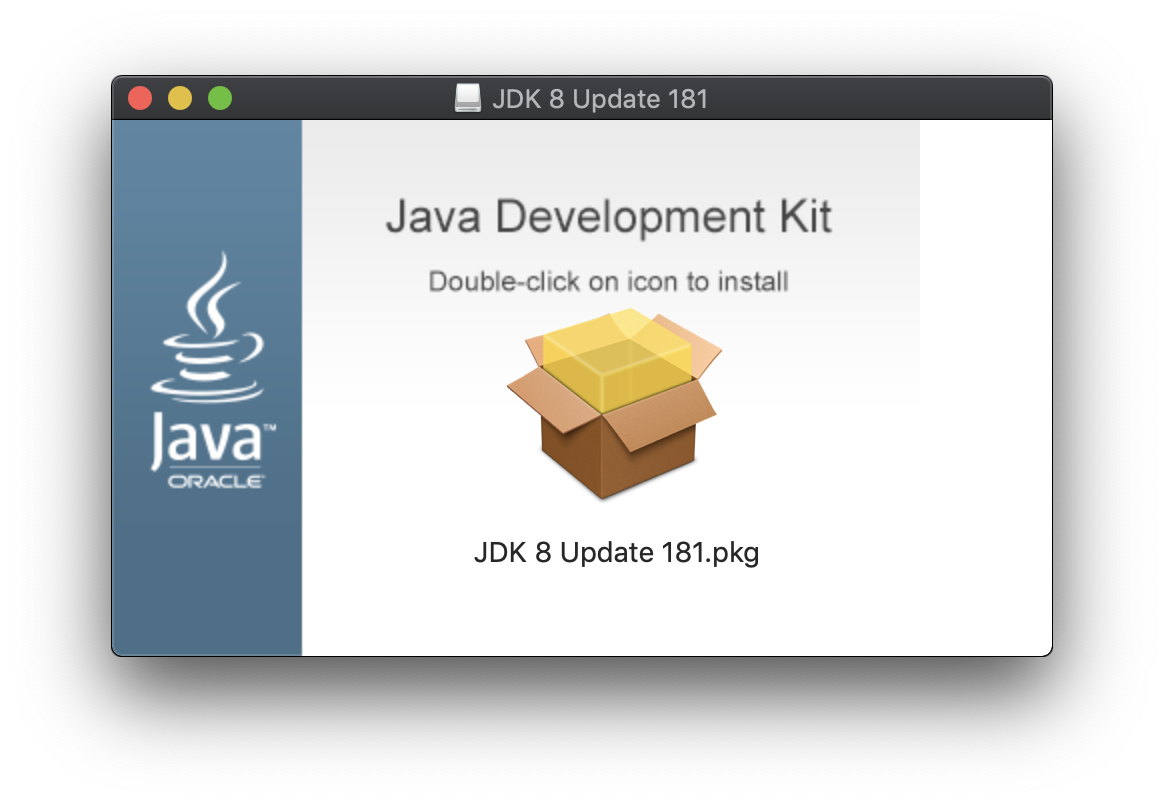 JDK 8 Update 181
Java Development Kit
Double-click on icon to install
Java™
ORACLE
JDK 8 Update 181.pkg